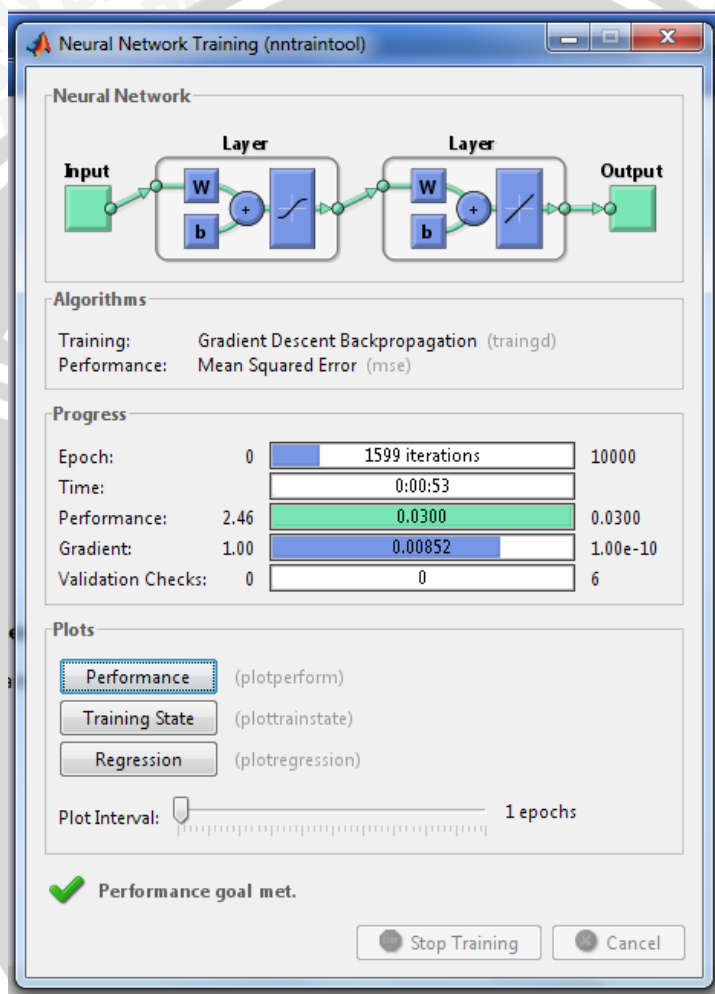 Neural Network Training (nntraintool)
Neural Network
Layer Layer
Input Output
W W
+ +
b b
Algorithms
Training: Gradient Descent Backpropagation (traingd)
Performance: Mean Squared Error (mse)
Progress
Epoch: 0 1599 iterations 10000
Time: 0:00:53
Performance: 2.46 0.0300 0.0300
Gradient: 1.00 0.00852 1.00e-10
Validation Checks: 0 0 6
Plots
Performance (plotperform)
Training State (plottrainstate)
Regression (plotregression)
Plot Interval: 1 epochs
Performance goal met.
Stop Training Cancel